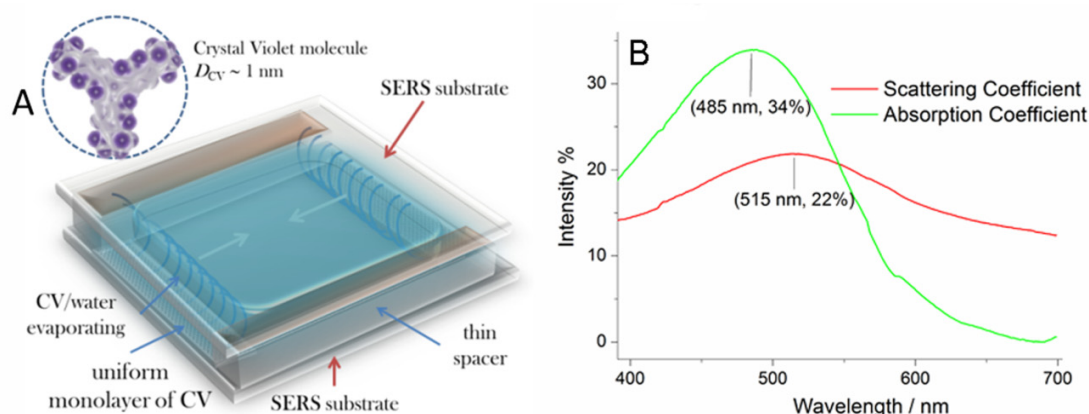 A
Crystal Violet molecule
D_CV ~ 1 nm
SERS substrate
CV/water
evaporating
uniform
monolayer of CV
SERS substrate
thin
spacer
B
Intensity %
30
20
10
0
(485 nm, 34%)
(515 nm, 22%)
Scattering Coefficient
Absorption Coefficient
400
500
600
700
Wavelength / nm